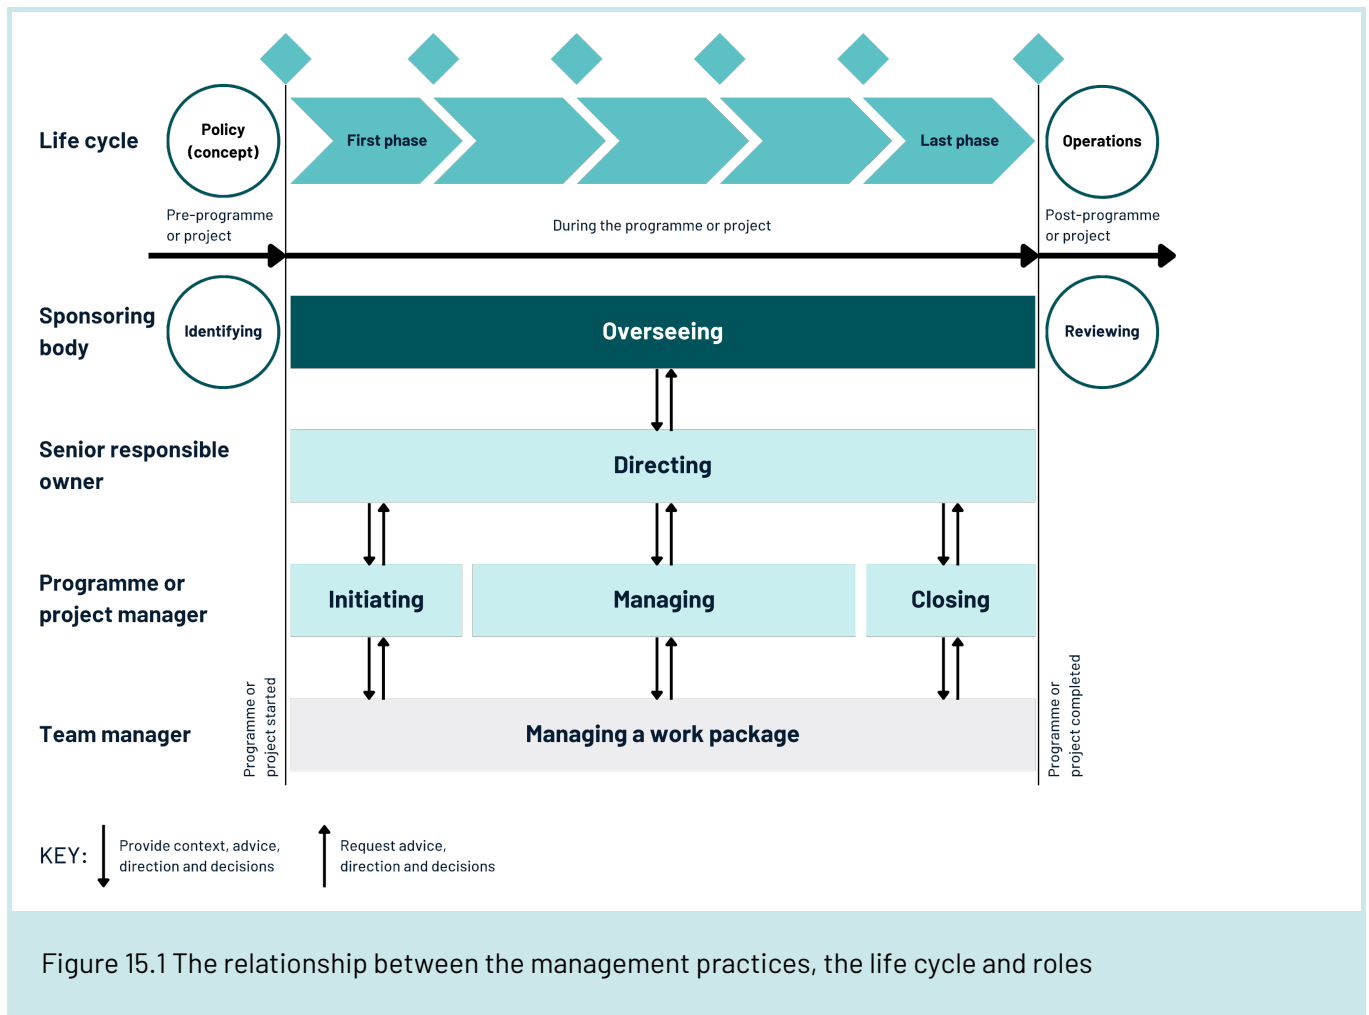 Life cycle
Policy
(concept)
First phase
Last phase
Operations
Pre-programme
or project
During the programme or project
Post-programme
or project
Sponsoring
body
Identifying
Overseeing
Reviewing
Senior responsible
owner
Directing
Programme or
project manager
Initiating
Managing
Closing
Programme or
project started
Programme or
project completed
Team manager
Managing a work package
KEY:
Provide context, advice,
direction and decisions
Request advice,
direction and decisions
Figure 15.1 The relationship between the management practices, the life cycle and roles